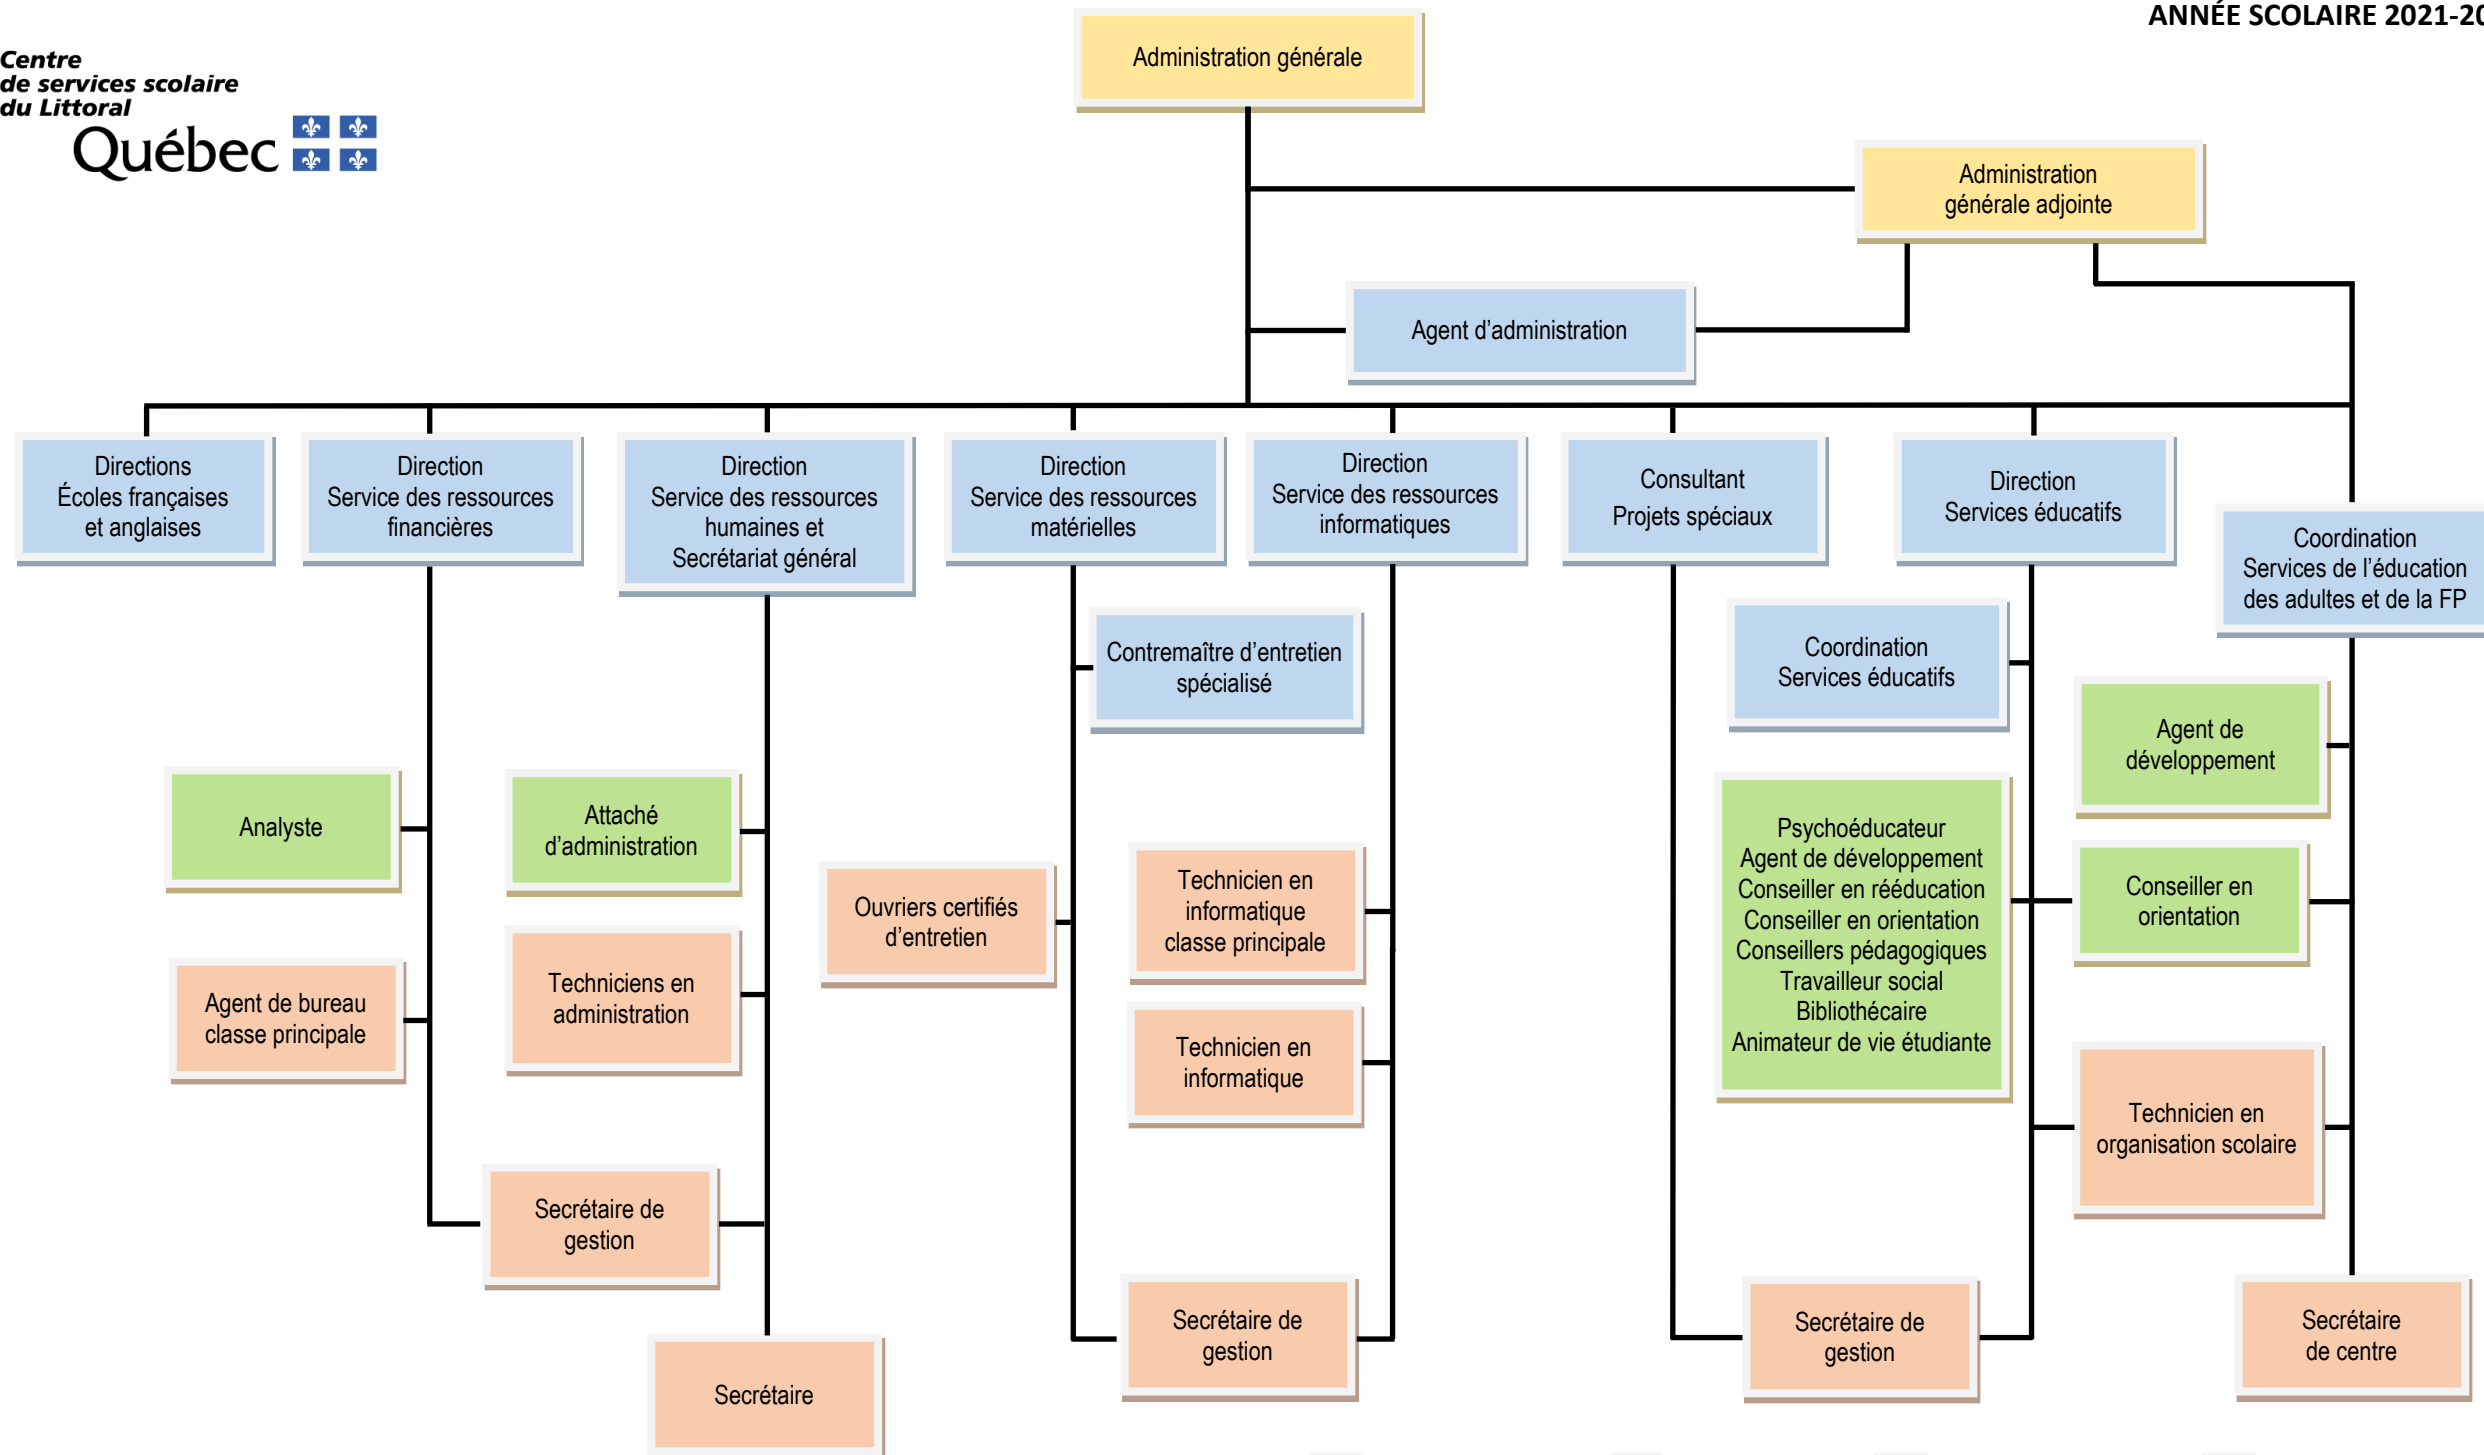 ANNÉE SCOLAIRE 2021-20
Centre
de services scolaire
du Littoral
Québec
Administration générale
Administration
générale adjointe
Agent d'administration
Directions
Écoles françaises
et anglaises
Direction
Service des ressources
financières
Direction
Service des ressources
humaines et
Secrétariat général
Direction
Service des ressources
matérielles
Direction
Service des ressources
informatiques
Consultant
Projets spéciaux
Direction
Services éducatifs
Coordination
Services de l'éducation
des adultes et de la FP
Contremaître d'entretien
spécialisé
Coordination
Services éducatifs
Agent de
développement
Analyste
Attaché
d'administration
Psychoéducateur
Agent de développement
Conseiller en rééducation
Conseiller en orientation
Conseillers pédagogiques
Travailleur social
Bibliothécaire
Animateur de vie étudiante
Conseiller en
orientation
Ouvriers certifiés
d'entretien
Technicien en
informatique
classe principale
Agent de bureau
classe principale
Techniciens en
administration
Technicien en
informatique
Technicien en
organisation scolaire
Secrétaire de
gestion
Secrétaire de
gestion
Secrétaire de
gestion
Secrétaire
de centre
Secrétaire